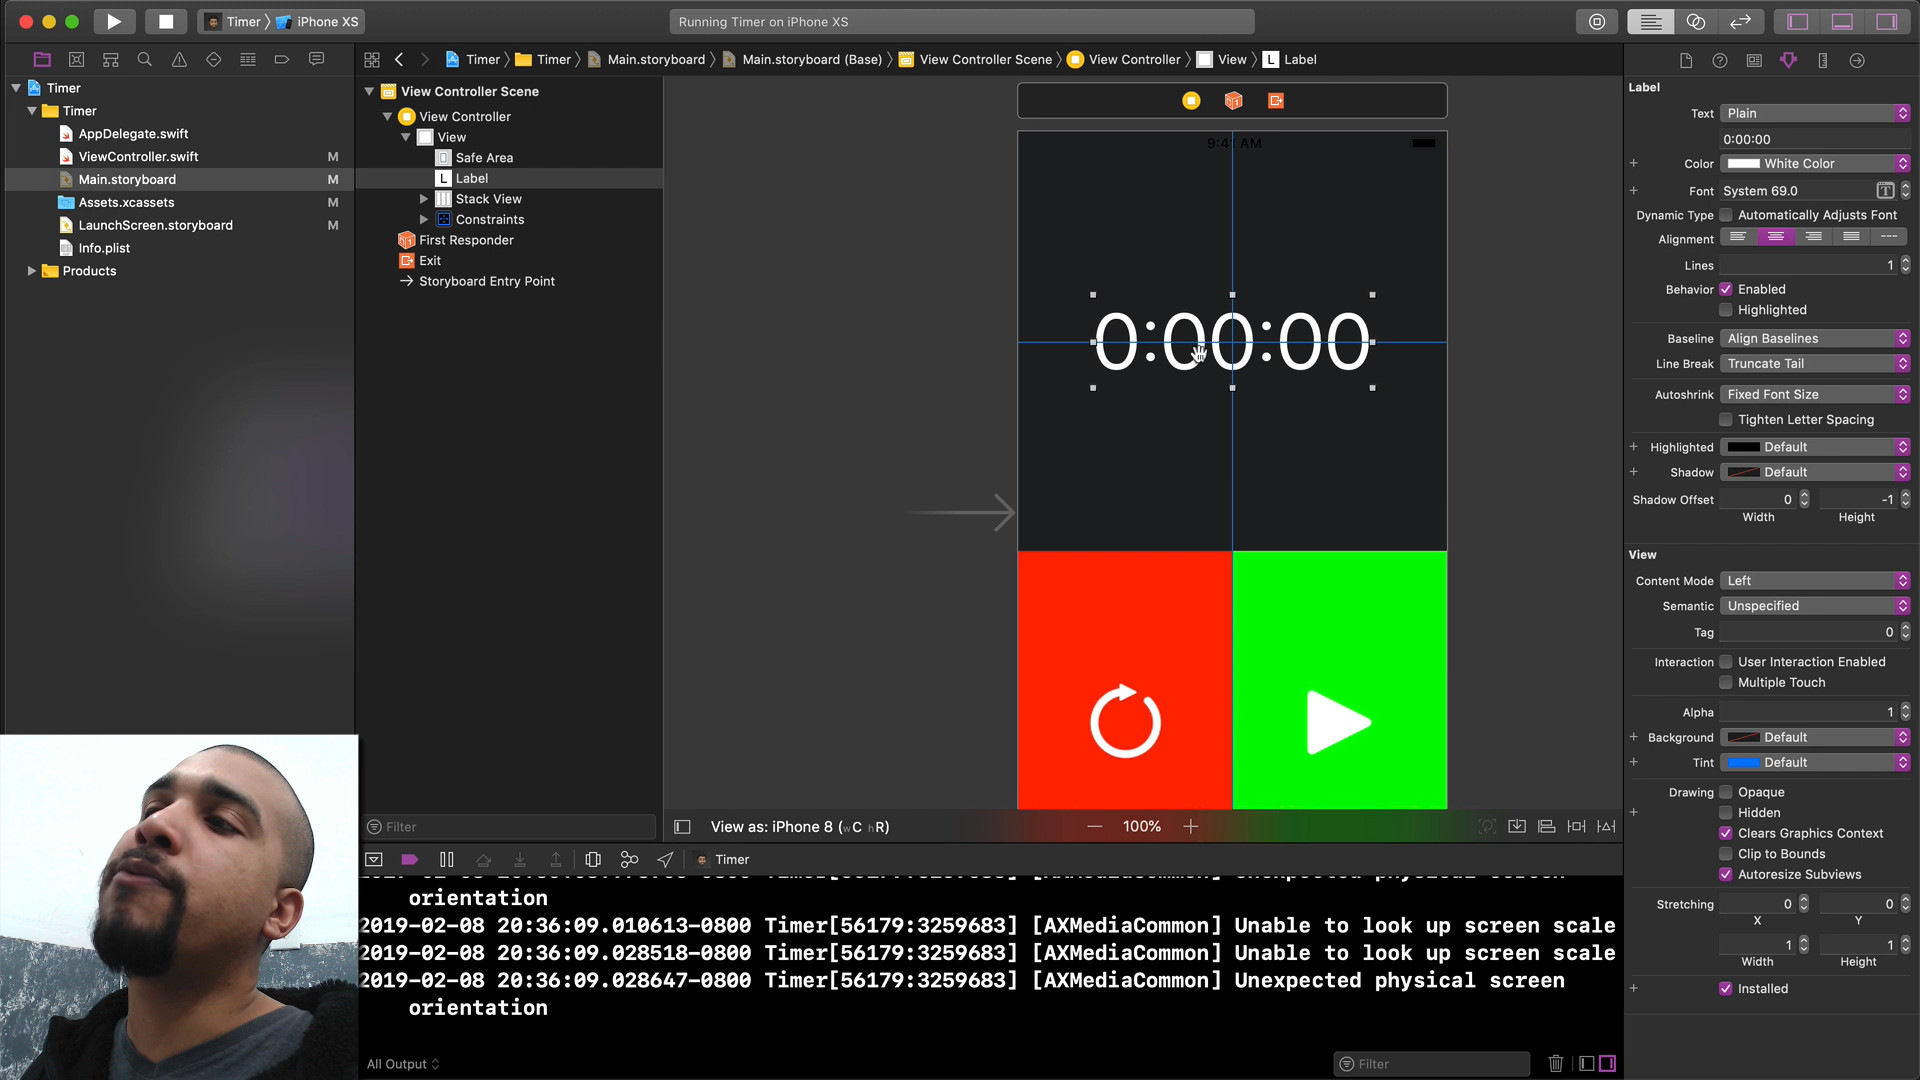 Timer
iPhone XS
Running Timer on iPhone XS
Timer
Timer
Main.storyboard
Main.storyboard (Base)
View Controller Scene
View Controller
View
L Label
Timer
Timer
AppDelegate.swift
ViewController.swift M
Main.storyboard M
Assets.xcassets M
LaunchScreen.storyboard M
Info.plist
Products
View Controller Scene
View Controller
View
Safe Area
L Label
Stack View
Constraints
First Responder
Exit
Storyboard Entry Point
Filter
9:41 AM
0:00:00
View as: iPhone 8 (wC hR)
100%
Label
Text Plain
0:00:00
Color White Color
Font System 69.0
Dynamic Type Automatically Adjusts Font
Alignment
Lines 1
Behavior Enabled
Highlighted
Baseline Align Baselines
Line Break Truncate Tail
Autoshrink Fixed Font Size
Tighten Letter Spacing
Highlighted Default
Shadow Default
Shadow Offset 0 -1
Width Height
View
Content Mode Left
Semantic Unspecified
Tag 0
Interaction User Interaction Enabled
Multiple Touch
Alpha 1
Background Default
Tint Default
Drawing Opaque
Hidden
Clears Graphics Context
Clip to Bounds
Autoresize Subviews
Stretching 0 0
X Y
1 1
Width Height
Installed
Timer
orientation
2019-02-08 20:36:09.010613-0800 Timer[56179:3259683] [AXMediaCommon] Unable to look up screen scale
2019-02-08 20:36:09.028518-0800 Timer[56179:3259683] [AXMediaCommon] Unable to look up screen scale
2019-02-08 20:36:09.028647-0800 Timer[56179:3259683] [AXMediaCommon] Unexpected physical screen
orientation
All Output
Filter